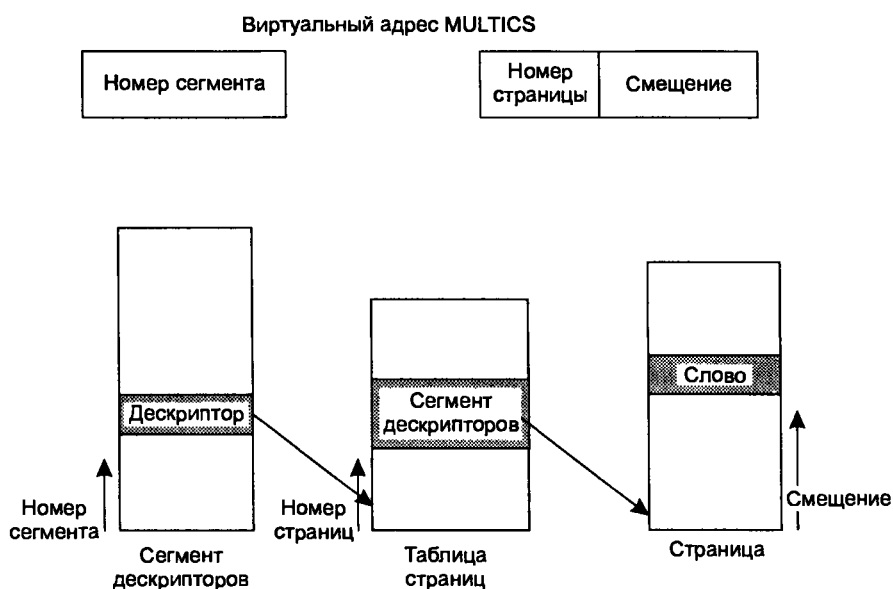 Виртуальный адрес MULTICS
Номер сегмента
Номер
страницы
Смещение
Дескриптор
Сегмент
дескрипторов
Слово
Номер
сегмента
Номер
страниц
Смещение
Сегмент
дескрипторов
Таблица
страниц
Страница